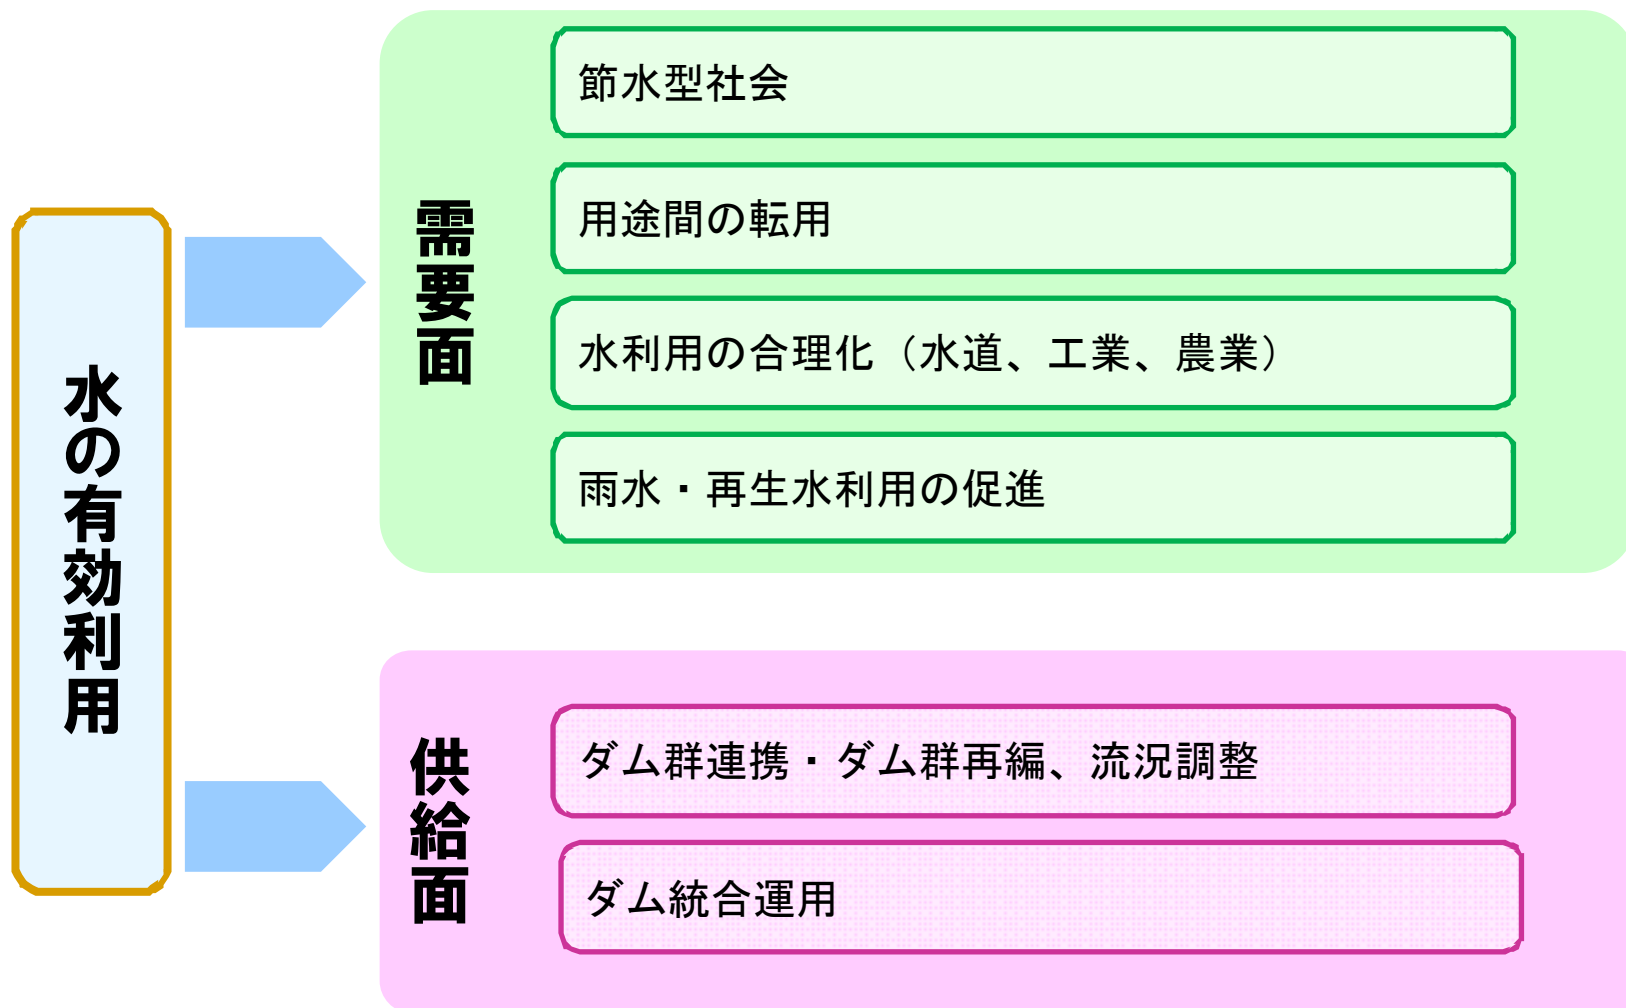 水の有効利用
需要面
節水型社会
用途間の転用
水利用の合理化（水道、工業、農業）
雨水・再生水利用の促進
供給面
ダム群連携・ダム群再編、流況調整
ダム統合運用